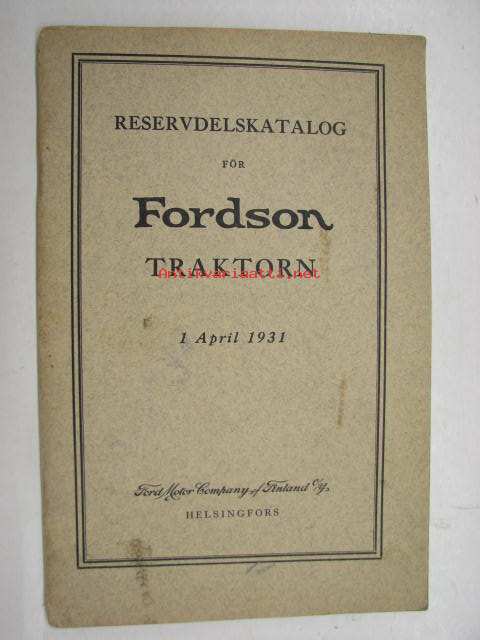 RESERVDELSKATALOG
FÖR
Fordson
TRAKTORN
Antikvariaatti.net
1 April 1931
Ford Motor Company of Finland O/y.
HELSINGFORS